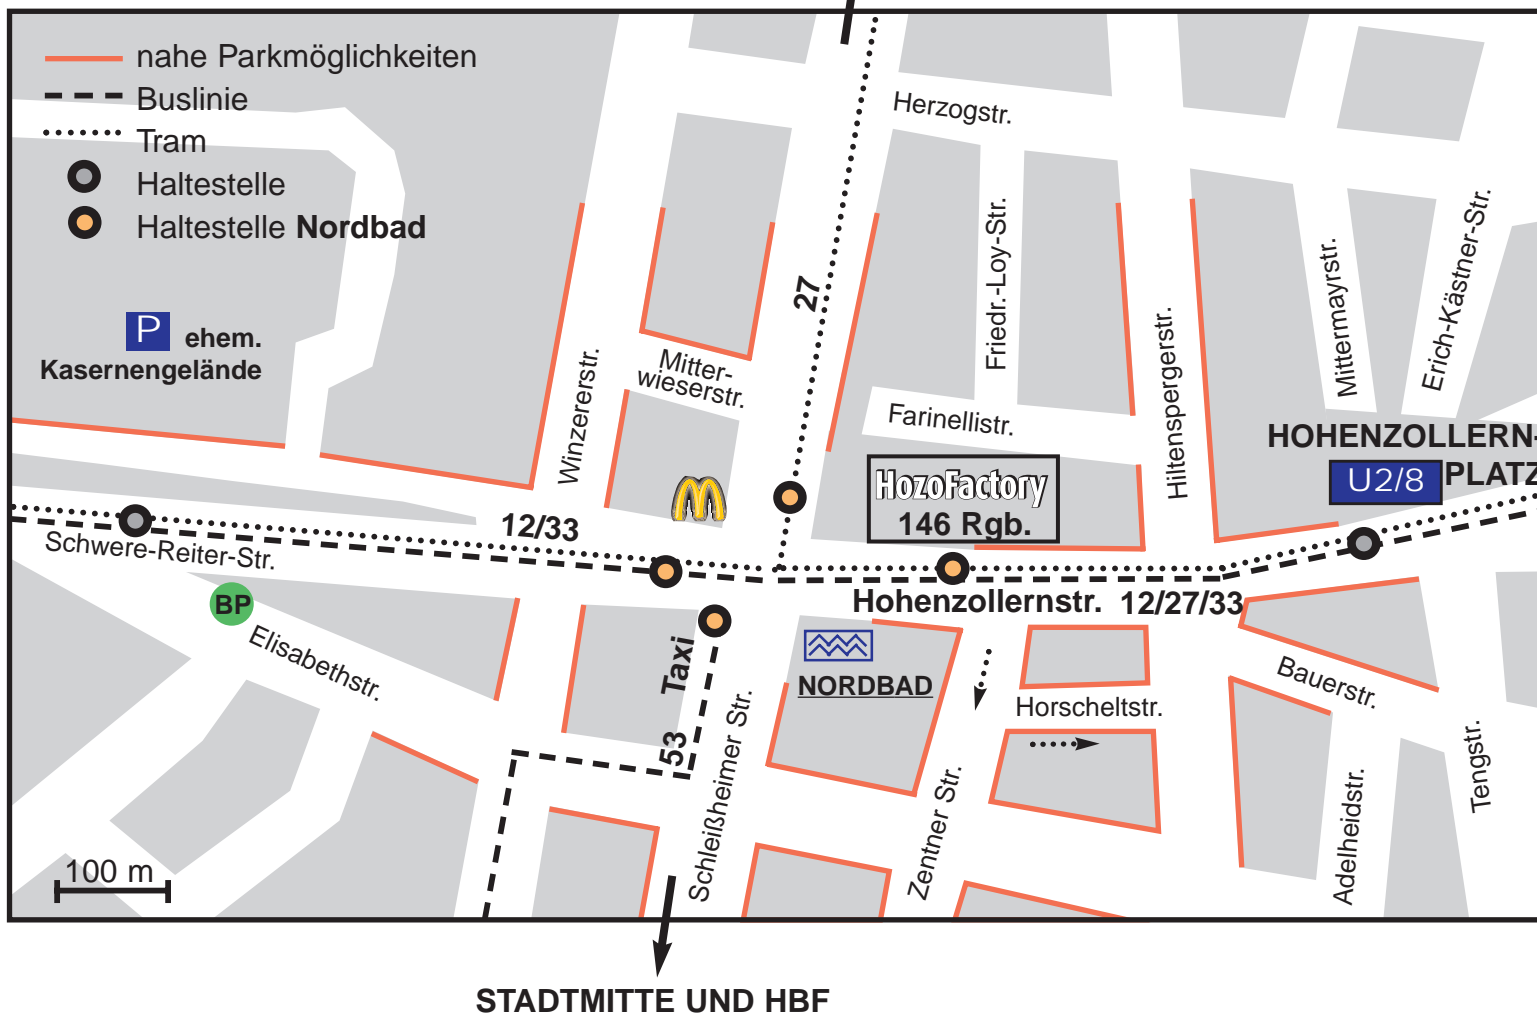 nahe Parkmöglichkeiten
Buslinie
Tram
Haltestelle
Haltestelle Nordbad
P ehem.
Kasernengelände
Herzogstr.
Friedr.-Loy-Str.
27
Winzererstr.
Mitter-
wieserstr.
Farinellistr.
Hiltenspergerstr.
Mittermayrstr.
Erich-Kästner-Str.
HOHENZOLLERN-
U2/8 PLATZ
HozoFactory
146 Rgb.
12/33
Schwere-Reiter-Str.
BP
Elisabethstr.
Hohenzollernstr. 12/27/33
Taxi
53
NORDBAD
Schleißheimer Str.
Zentner Str.
Horscheltstr.
Bauerstr.
Adelheidstr.
Tengstr.
100 m
STADTMITTE UND HBF